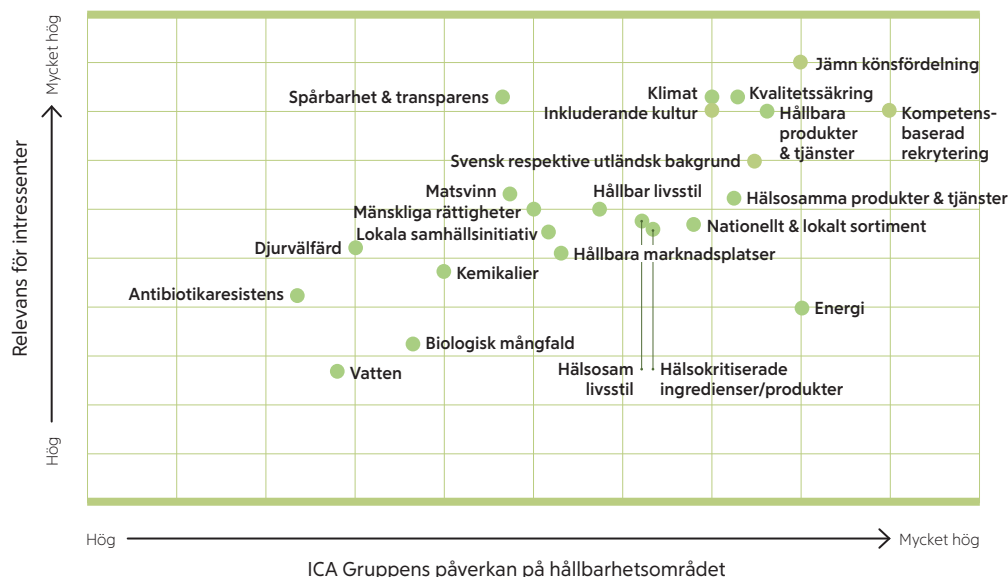 Mycket hög
Relevans för intressenter
Hög
Jämn könsfördelning
Spårbarhet & transparens
Klimat
Kvalitetssäkring
Inkluderande kultur
Hållbara
produkter
& tjänster
Kompetens-
baserad
rekrytering
Svensk respektive utländsk bakgrund
Matsvinn
Hållbar livsstil
Hälsosamma produkter & tjänster
Mänskliga rättigheter
Lokala samhällsinitiativ
Nationellt & lokalt sortiment
Djurvälfärd
Hållbara marknadsplatser
Kemikalier
Antibiotikaresistens
Energi
Biologisk mångfald
Vatten
Hälsosam
livsstil
Hälsokritiserade
ingredienser/produkter
Hög
Mycket hög
ICA Gruppens påverkan på hållbarhetsområdet